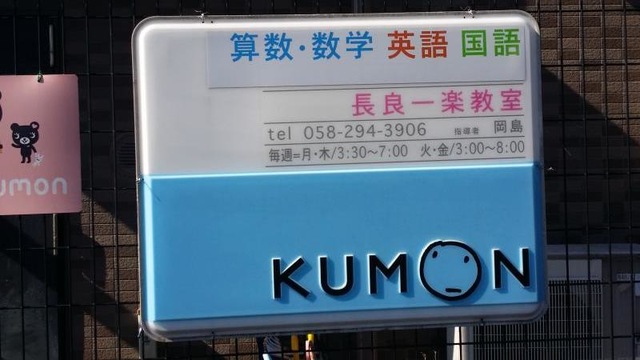 算数・数学 英語 国語
長良一楽教室
tel 058-294-3906 指導者 岡島
毎週=月・木/3:30〜7:00 火・金/3:00〜8:00
KUMON
umon